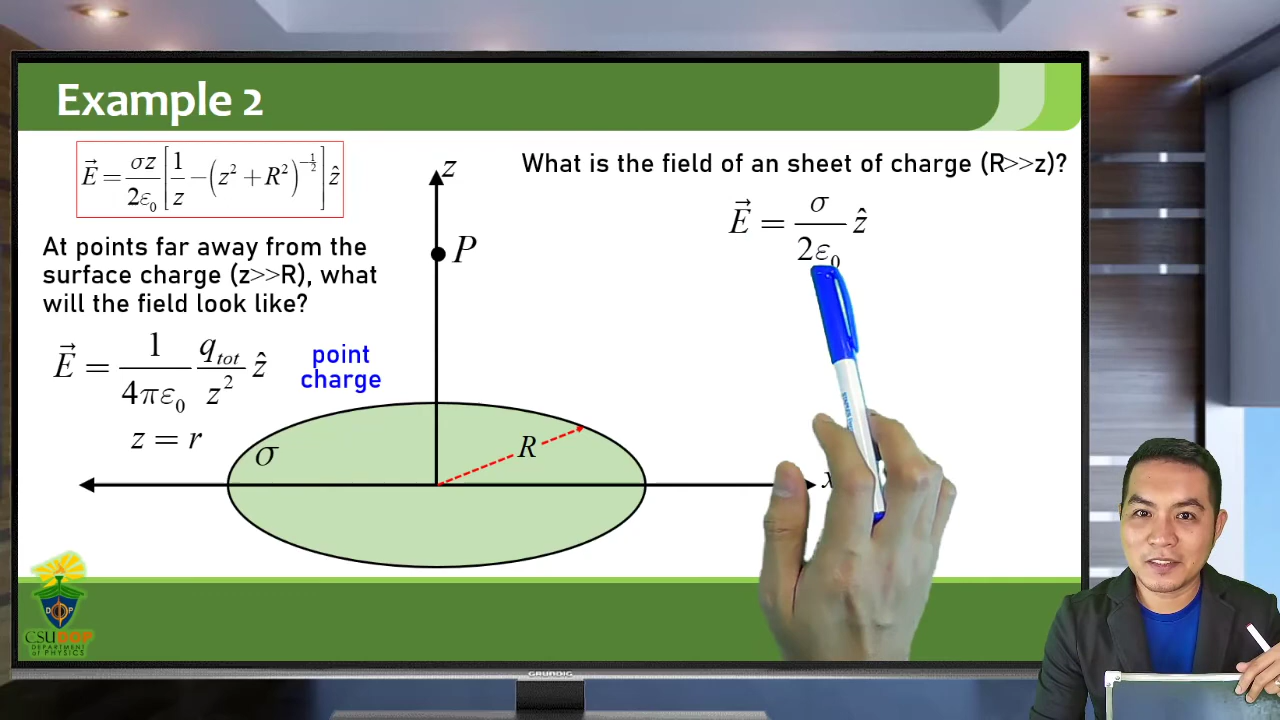 Example 2
E⃗ = σz/2ε₀ [1/z − (z² + R²)^(−1/2)] ẑ
At points far away from the
surface charge (z>>R), what
will the field look like?
E⃗ = 1/4πε₀ q_tot/z² ẑ
point
charge
z = r
z
P
σ
R
x
What is the field of an sheet of charge (R>>z)?
E⃗ = σ/2ε₀ ẑ
DOP
CSUDOP
DEPARTMENT
of PHYSICS
GRUNDIG